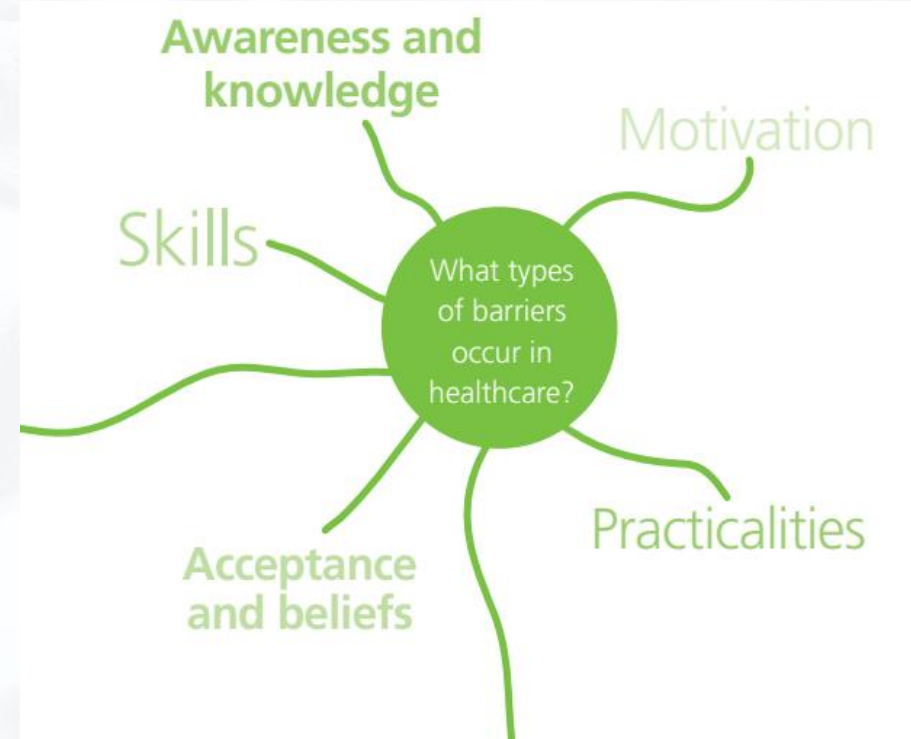 Awareness and
knowledge
Motivation
Skills
What types
of barriers
occur in
healthcare?
Practicalities
Acceptance
and beliefs